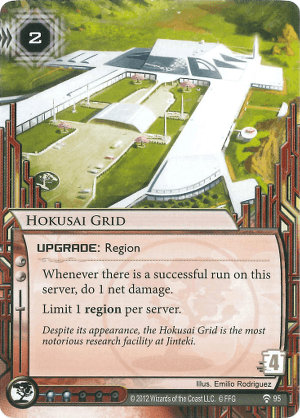 2
HOKUSAI GRID
UPGRADE: Region
Whenever there is a successful run on this
server, do 1 net damage.
Limit 1 region per server.
Despite its appearance, the Hokusai Grid is the most
notorious research facility at Jinteki.
4
Illus. Emilio Rodriguez
©2012 Wizards of the Coast LLC. ©FFG 95